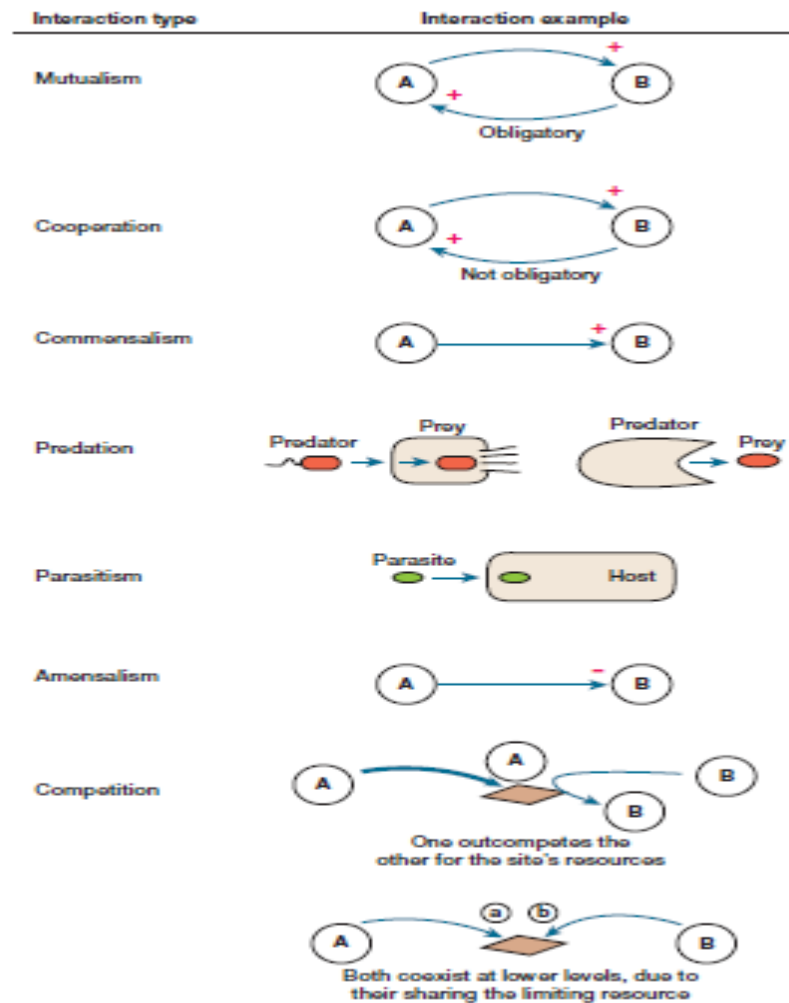 Interaction type Interaction example
Mutualism
A
B
+
+
Obligatory
Cooperation
A
B
+
+
Not obligatory
Commensalism
A
+
B
Predation
Predator
Prey
Predator
Prey
Parasitism
Parasite
Host
Amensalism
A
-
B
Competition
A
A
B
B
One outcompetes the
other for the site's resources
a
b
A
B
Both coexist at lower levels, due to
their sharing the limiting resource